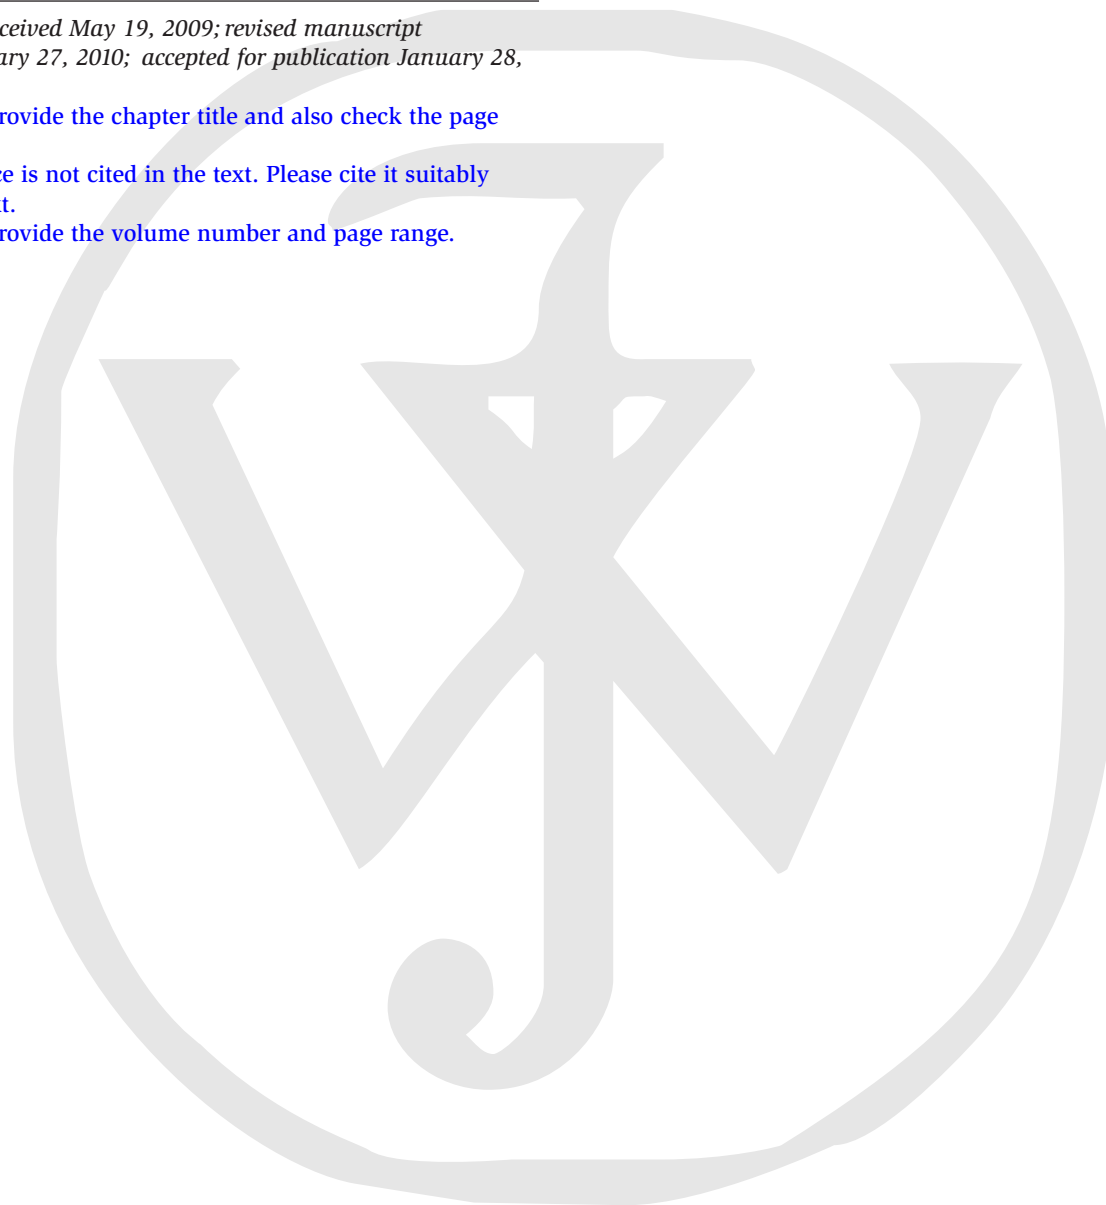 ceived May 19, 2009; revised manuscript
ary 27, 2010; accepted for publication January 28,
rovide the chapter title and also check the page
ce is not cited in the text. Please cite it suitably
t.
rovide the volume number and page range.